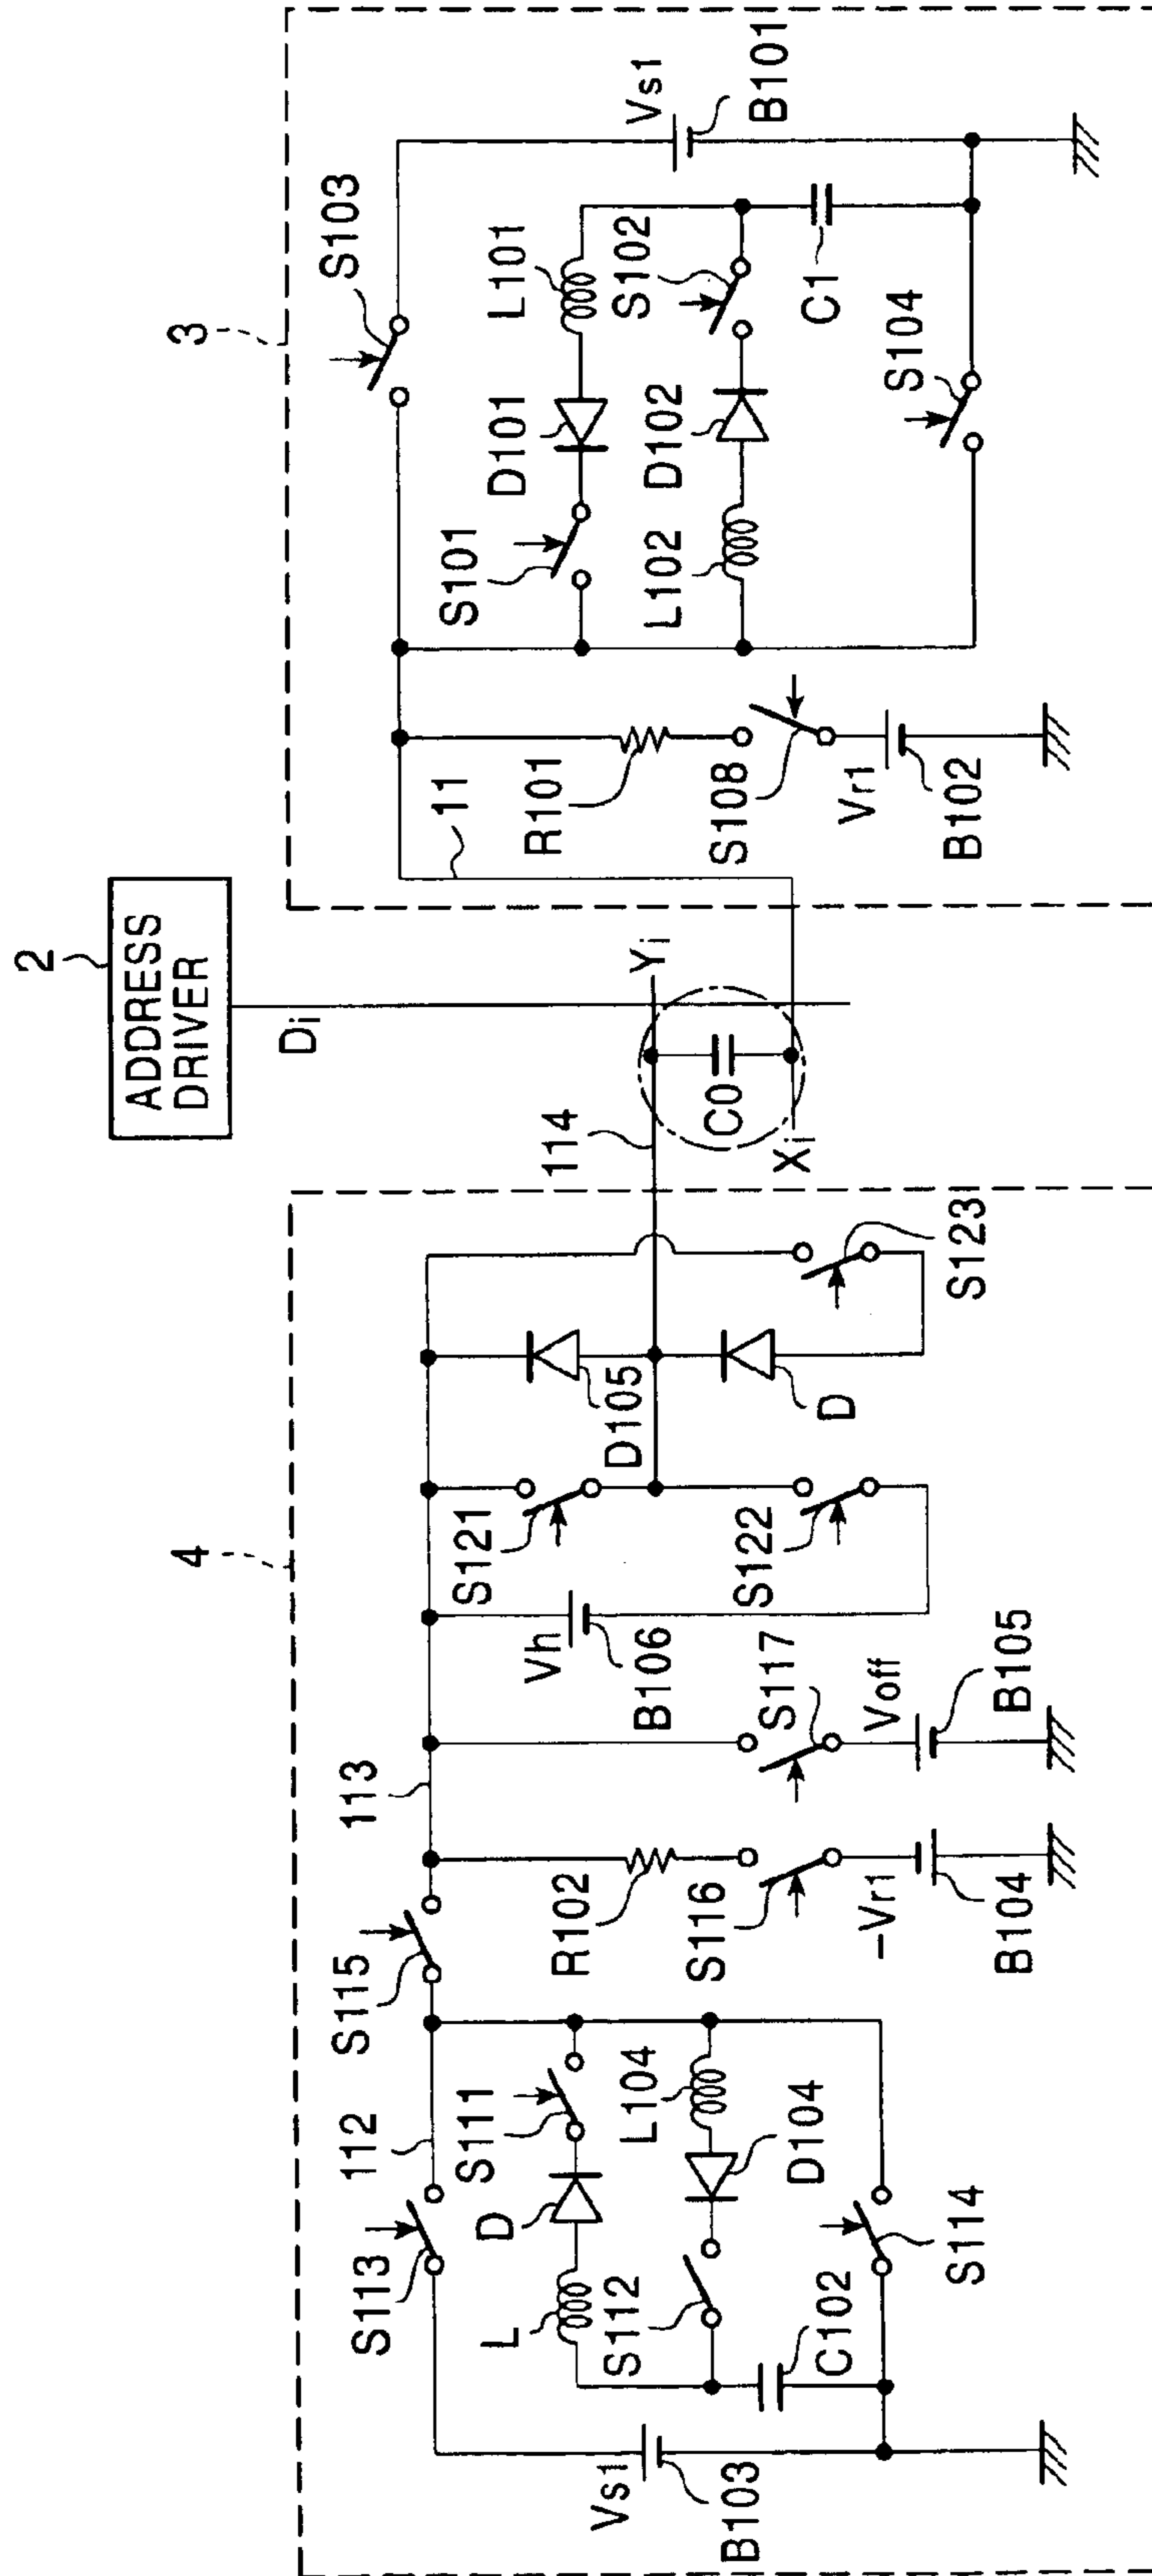 2
ADDRESS
DRIVER
Di
4
3
S113
112
S115
113
S103
Vs1
B103
L
D
S111
S112
L104
D104
C102
S114
R102
S116
-Vr1
B104
S117
Voff
B105
Vh
B106
S121
S122
D105
D
S123
114
Yi
C0
Xi
11
R101
S108
Vr1
B102
S101
D101
L101
L102
D102
S102
C1
S104
Vs1
B101